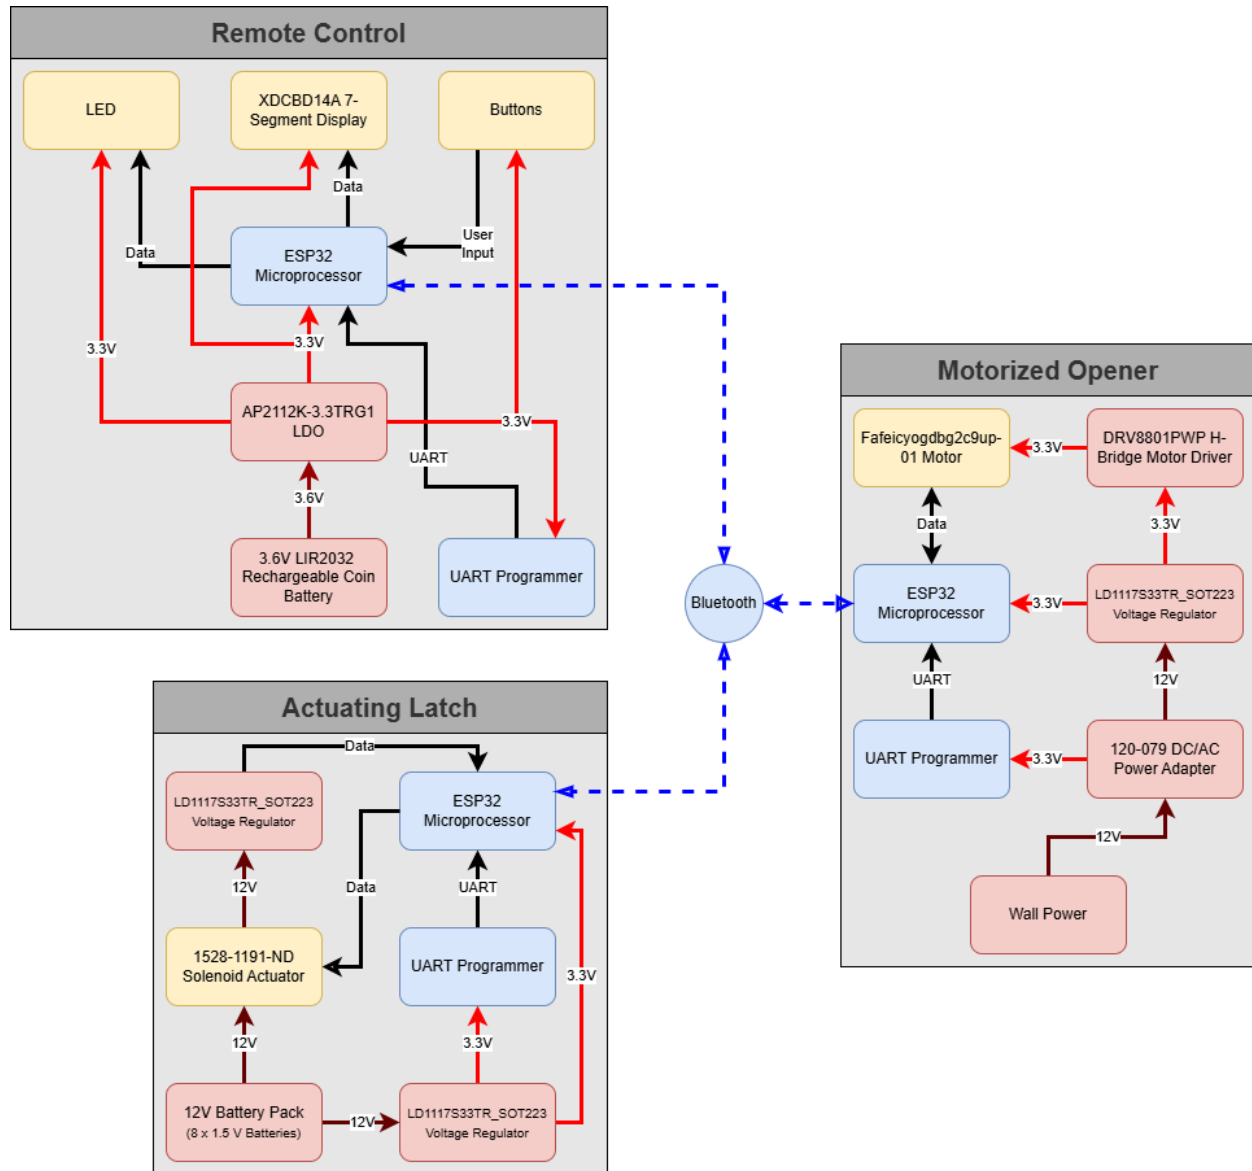 Remote Control
LED
XDCBD14A 7-
Segment Display
Buttons
Data
Data
User
Input
ESP32
Microprocessor
3.3V
3.3V
AP2112K-3.3TRG1
LDO
3.3V
UART
3.6V
3.6V LIR2032
Rechargeable Coin
Battery
UART Programmer
Bluetooth
Motorized Opener
Fafeicyogdbg2c9up-
01 Motor
3.3V
DRV8801PWP H-
Bridge Motor Driver
Data
3.3V
ESP32
Microprocessor
3.3V
LD1117S33TR_SOT223
Voltage Regulator
UART
12V
UART Programmer
3.3V
120-079 DC/AC
Power Adapter
12V
Wall Power
Actuating Latch
Data
LD1117S33TR_SOT223
Voltage Regulator
ESP32
Microprocessor
12V
Data
UART
1528-1191-ND
Solenoid Actuator
UART Programmer
3.3V
12V
3.3V
12V Battery Pack
(8 x 1.5 V Batteries)
12V
LD1117S33TR_SOT223
Voltage Regulator